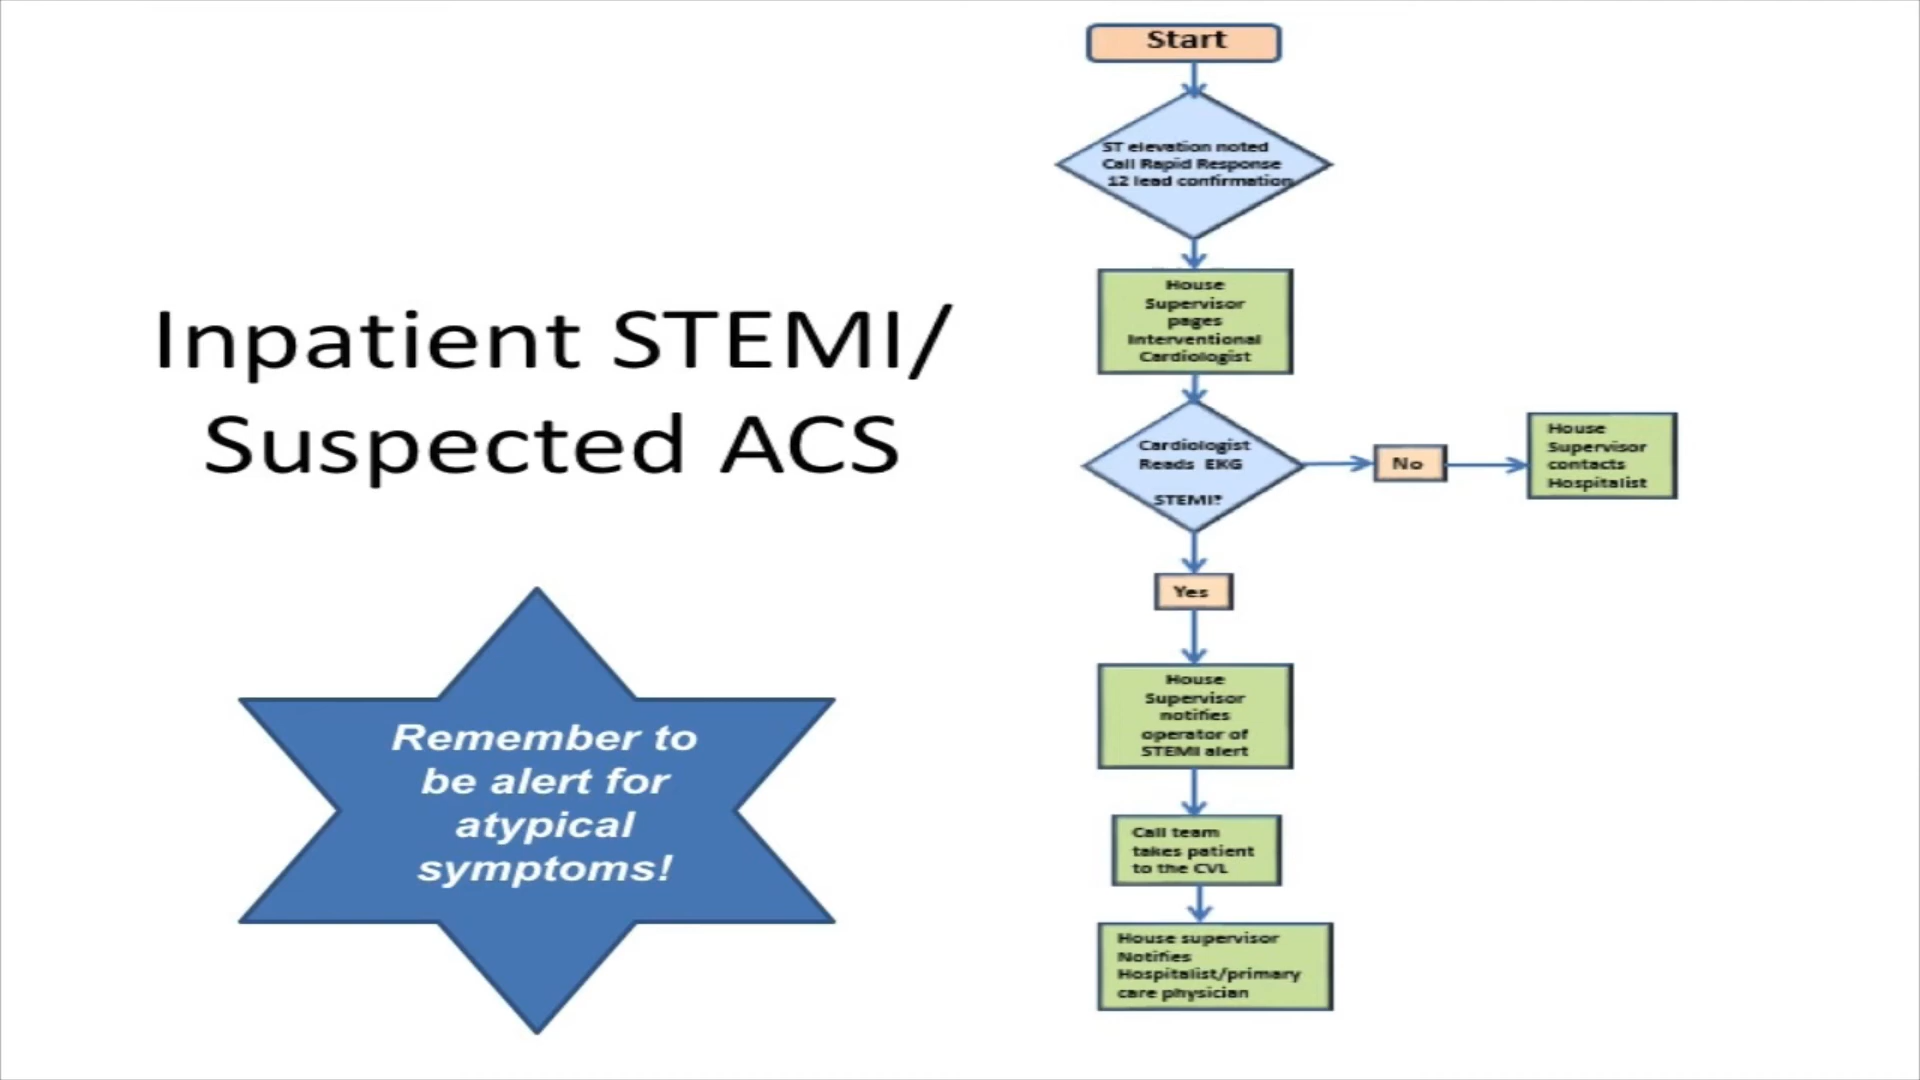 Inpatient STEMI/
Suspected ACS
Remember to
be alert for
atypical
symptoms!
Start
ST elevation noted
Call Rapid Response
12 lead confirmation
House
Supervisor
pages
Interventional
Cardiologist
Cardiologist
Reads EKG
STEMI?
No
House
Supervisor
contacts
Hospitalist
Yes
House
Supervisor
notifies
operator of
STEMI alert
Call team
takes patient
to the CVL
House supervisor
Notifies
Hospitalist/primary
care physician